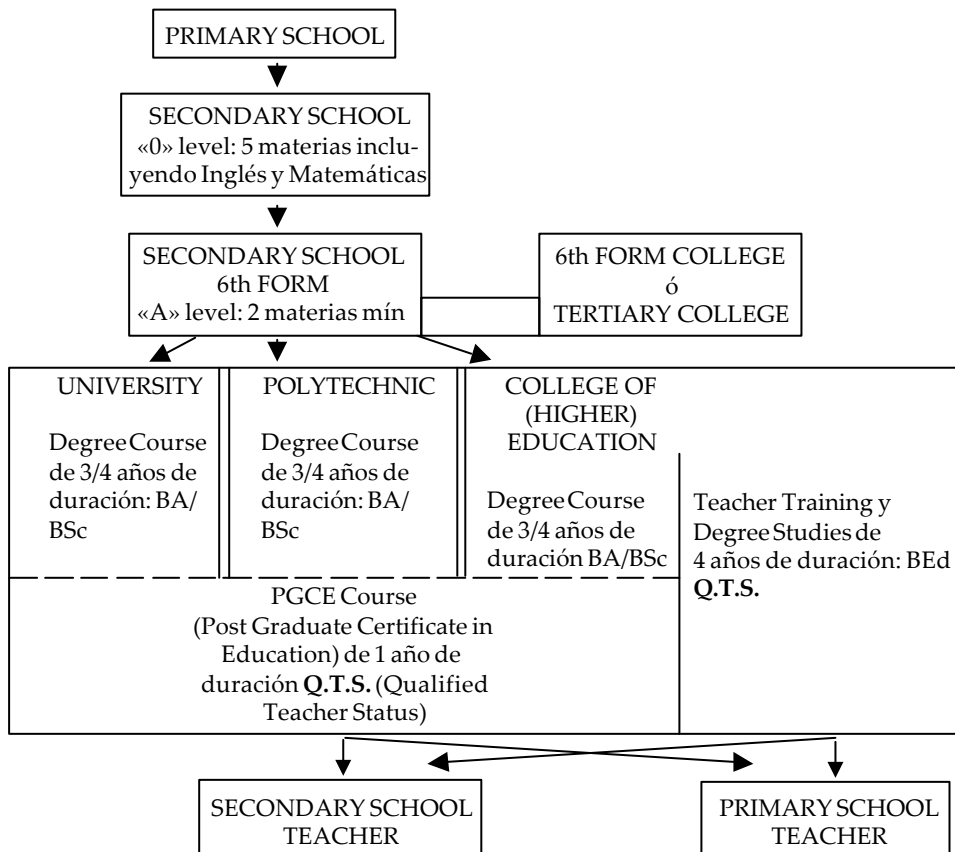 PRIMARY SCHOOL
SECONDARY SCHOOL
«0» level: 5 materias inclu-
yendo Inglés y Matemáticas
SECONDARY SCHOOL
6th FORM
«A» level: 2 materias mín
6th FORM COLLEGE
ó
TERTIARY COLLEGE
UNIVERSITY
Degree Course
de 3/4 años de
duración: BA/
BSc
POLYTECHNIC
Degree Course
de 3/4 años de
duración: BA/
BSc
COLLEGE OF
(HIGHER)
EDUCATION
Degree Course
de 3/4 años de
duración BA/BSc
Teacher Training y
Degree Studies de
4 años de duración: BEd
Q.T.S.
PGCE Course
(Post Graduate Certificate in
Education) de 1 año de
duración Q.T.S. (Qualified
Teacher Status)
SECONDARY SCHOOL
TEACHER
PRIMARY SCHOOL
TEACHER